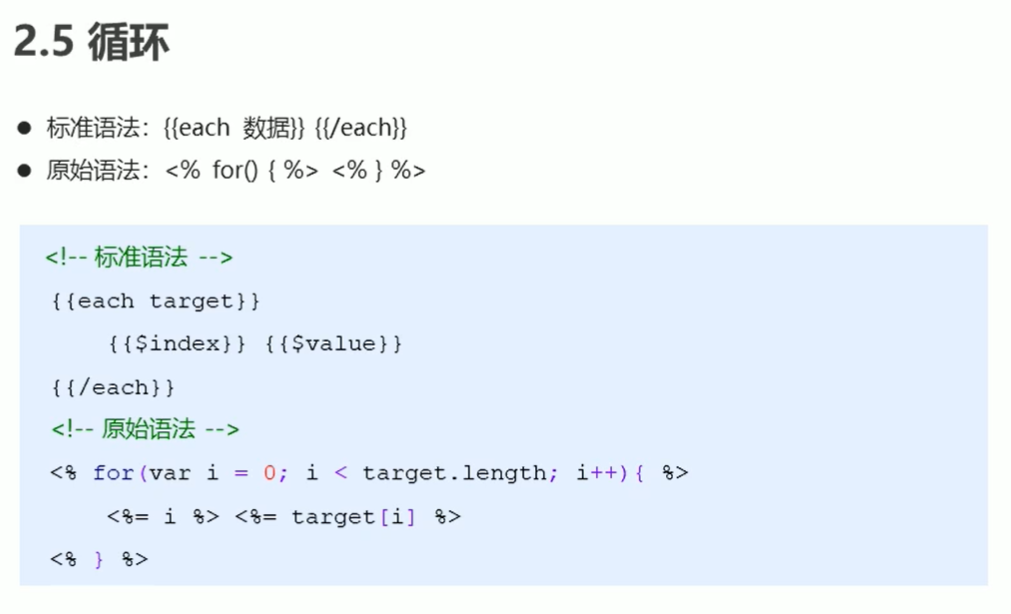 2.5 循环
● 标准语法：{{each 数据}} {{/each}}
● 原始语法：<% for() { %> <% } %>
<!-- 标准语法 -->
{{each target}}
    {{$index}} {{$value}}
{{/each}}
<!-- 原始语法 -->
<% for(var i = 0; i < target.length; i++){ %>
    <%= i %> <%= target[i] %>
<% } %>